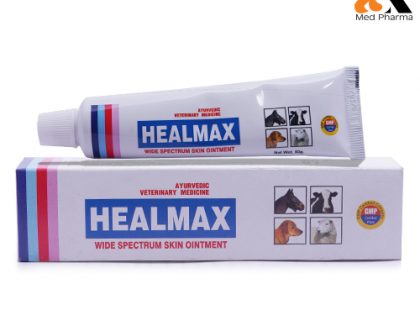 Med Pharma
AYURVEDIC
VETERINARY MEDICINE
HEALMAX
WIDE SPECTRUM SKIN OINTMENT
GMP
AYURVEDIC
VETERINARY MEDICINE
HEALMAX
WIDE SPECTRUM SKIN OINTMENT
GMP